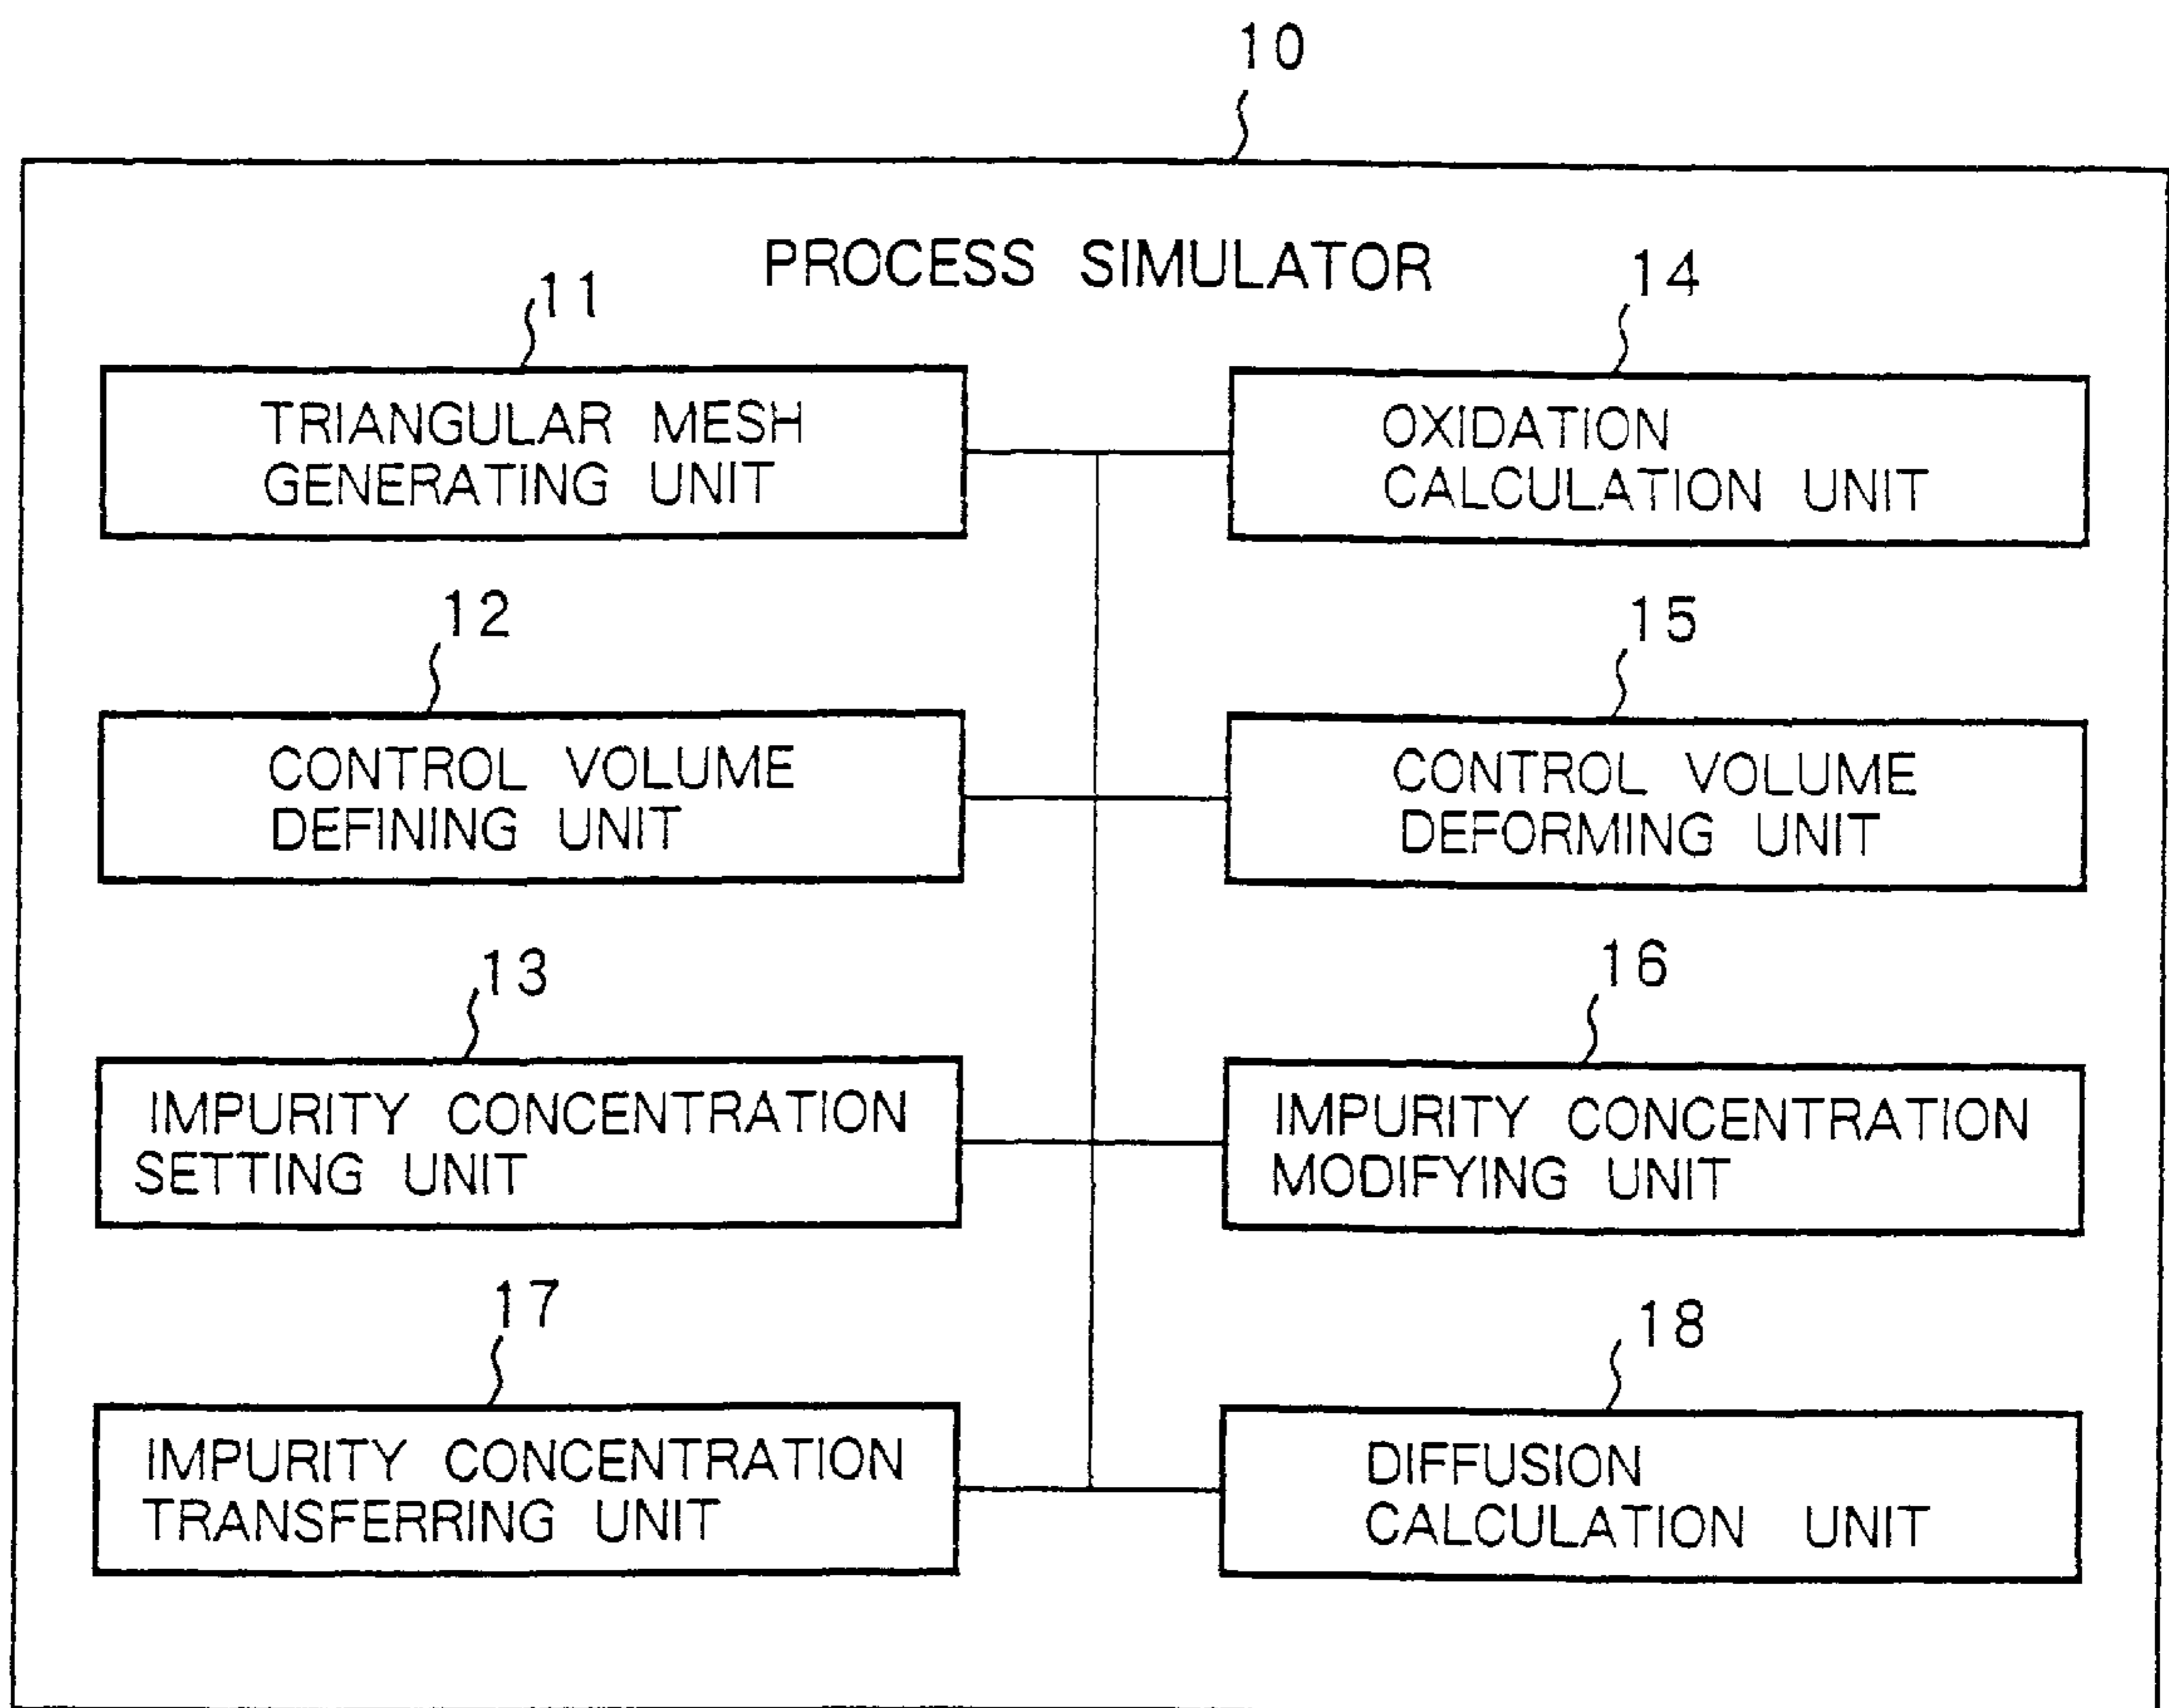 10
PROCESS SIMULATOR
11
14
TRIANGULAR MESH
GENERATING UNIT
OXIDATION
CALCULATION UNIT
12
15
CONTROL VOLUME
DEFINING UNIT
CONTROL VOLUME
DEFORMING UNIT
13
16
IMPURITY CONCENTRATION
SETTING UNIT
IMPURITY CONCENTRATION
MODIFYING UNIT
17
18
IMPURITY CONCENTRATION
TRANSFERRING UNIT
DIFFUSION
CALCULATION UNIT